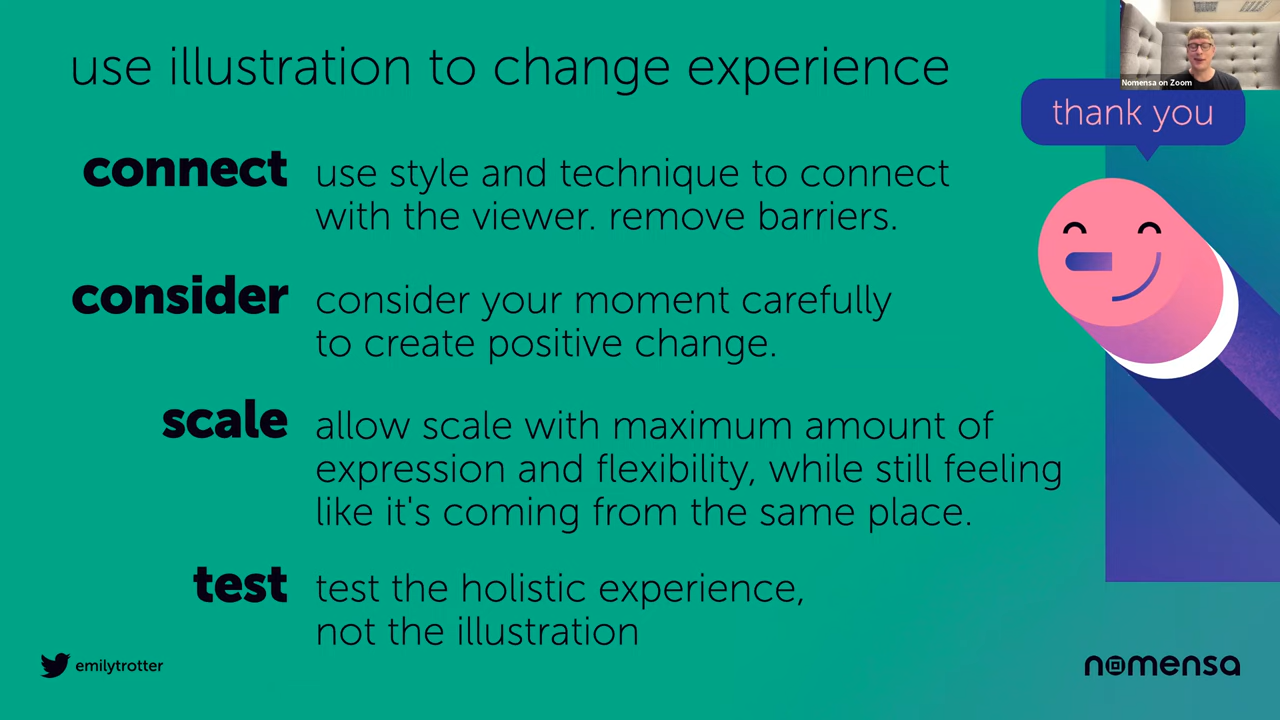 use illustration to change experience
Nomensa on Zoom
thank you
connect
use style and technique to connect
with the viewer. remove barriers.
consider
consider your moment carefully
to create positive change.
scale
allow scale with maximum amount of
expression and flexibility, while still feeling
like it's coming from the same place.
test
test the holistic experience,
not the illustration
emilytrotter
nomensa